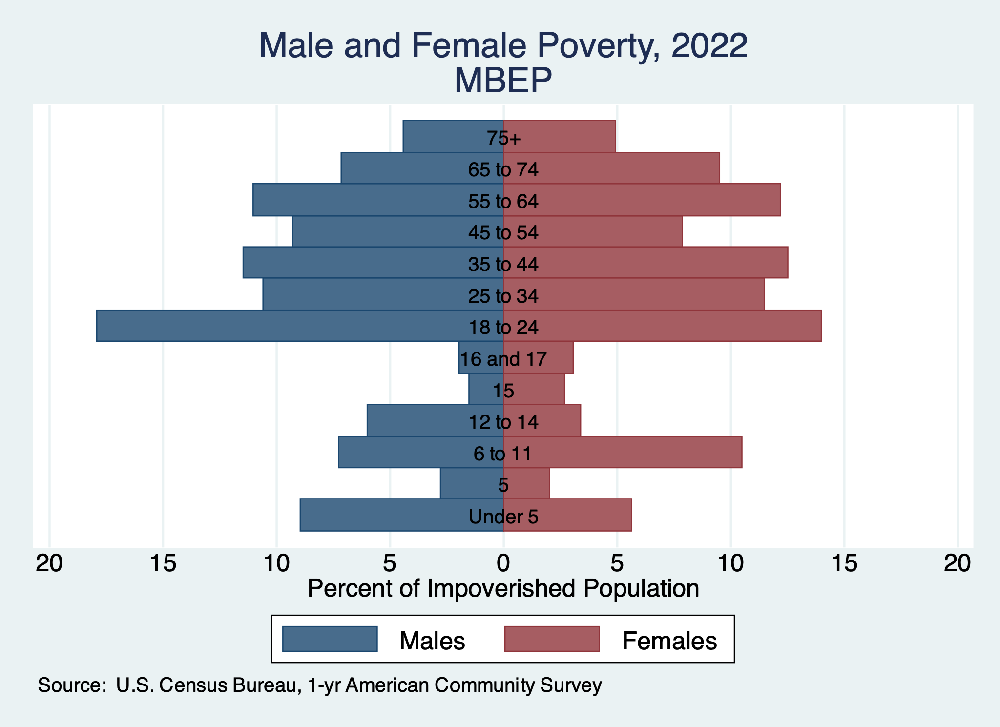 Male and Female Poverty, 2022
MBEP
75+
65 to 74
55 to 64
45 to 54
35 to 44
25 to 34
18 to 24
16 and 17
15
12 to 14
6 to 11
5
Under 5
20 15 10 5 0 5 10 15 20
Percent of Impoverished Population
Males Females
Source: U.S. Census Bureau, 1-yr American Community Survey